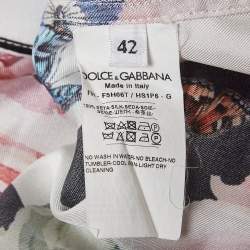 42
DOLCE & GABBANA
Made in Italy
F5H66T / HS1P6 - G
NO WASH IN WATER-NO BLEACH-NO
TUMBLER-COOL IRON LIGHT DRY
CLEANING